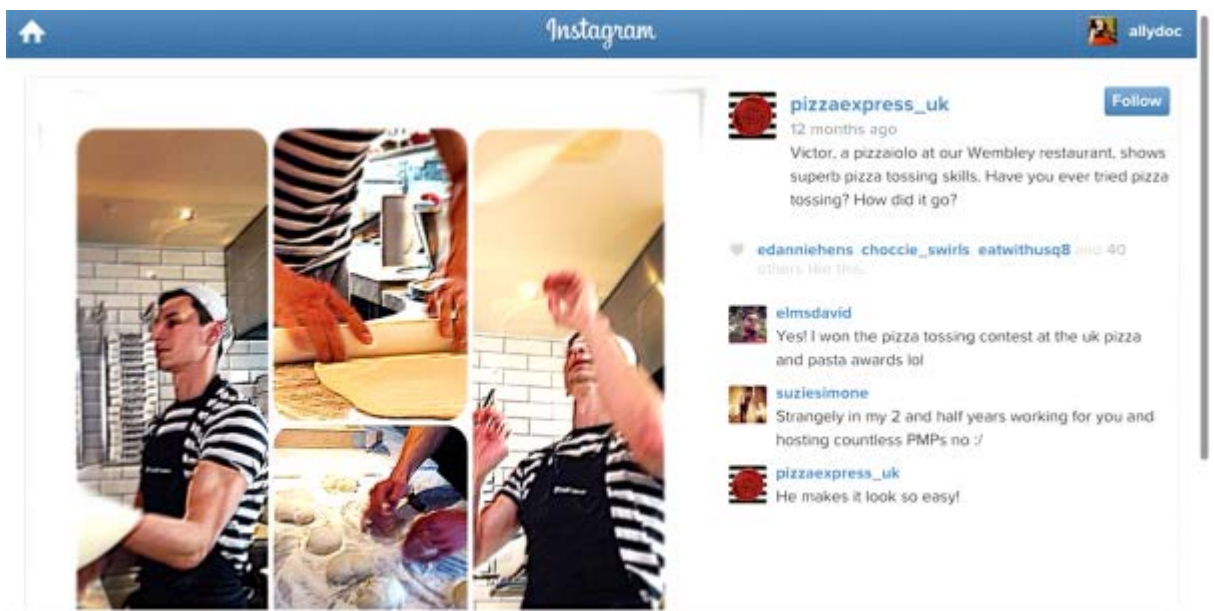 Instagram
allydoc
pizzaexpress_uk
Follow
12 months ago
Victor, a pizzaiolo at our Wembley restaurant, shows
superb pizza tossing skills. Have you ever tried pizza
tossing? How did it go?
edanniehens choccie_swirls eatwithusq8 and 40
others like this.
elmsdavid
Yes! I won the pizza tossing contest at the uk pizza
and pasta awards lol
suziesimone
Strangely in my 2 and half years working for you and
hosting countless PMPs no :/
pizzaexpress_uk
He makes it look so easy!